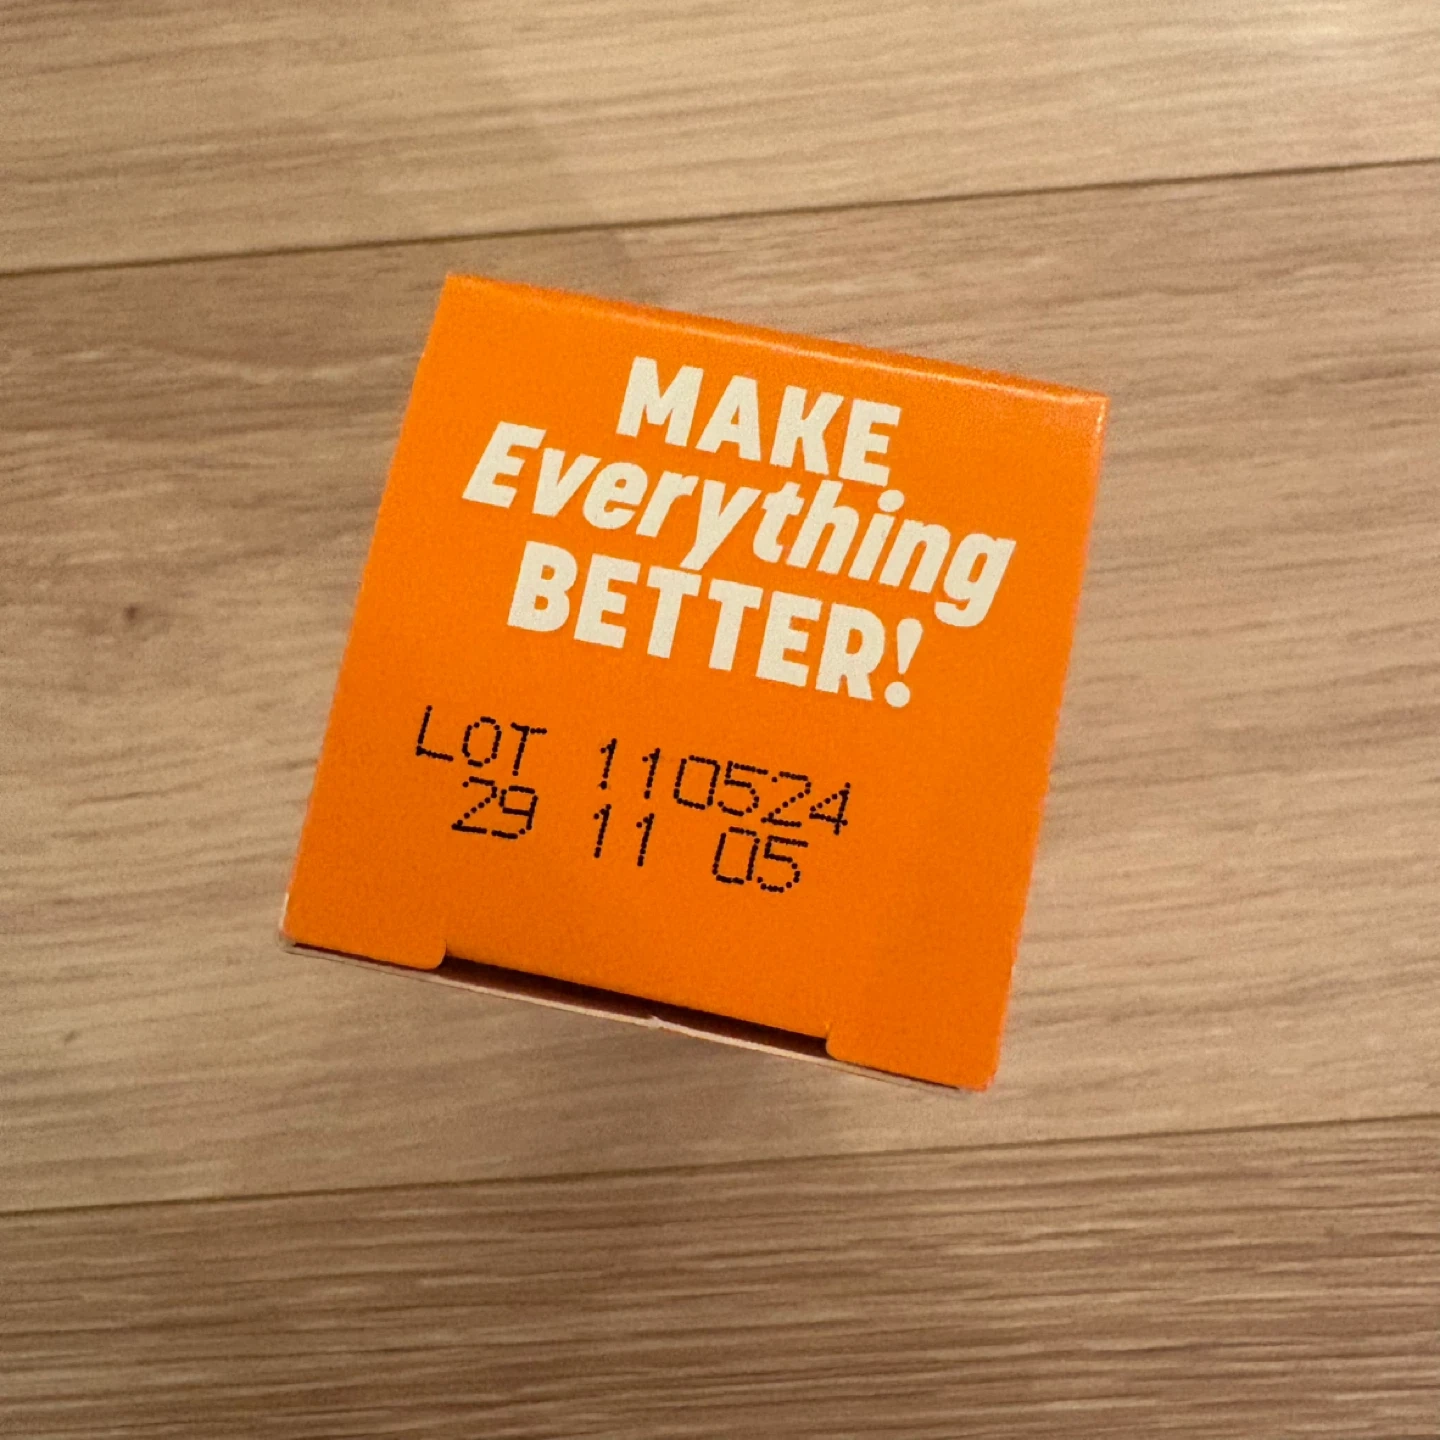 MAKE
Everything
BETTER!
LOT 110524
29 11 05